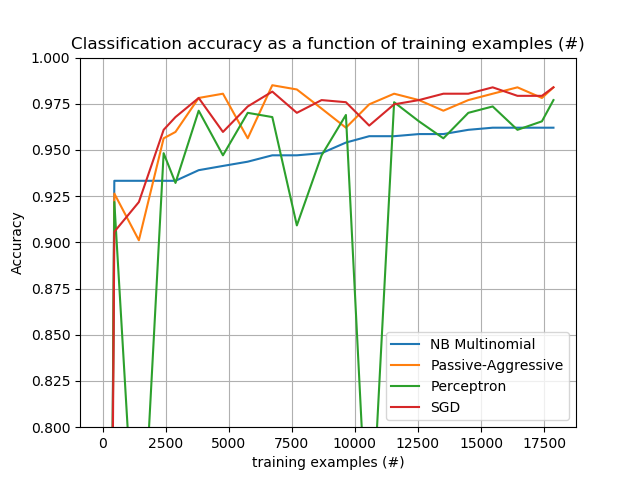 Classification accuracy as a function of training examples (#)
1.000
0.975
0.950
0.925
0.900
0.875
0.850
0.825
0.800
Accuracy
NB Multinomial
Passive-Aggressive
Perceptron
SGD
0 2500 5000 7500 10000 12500 15000 17500
training examples (#)